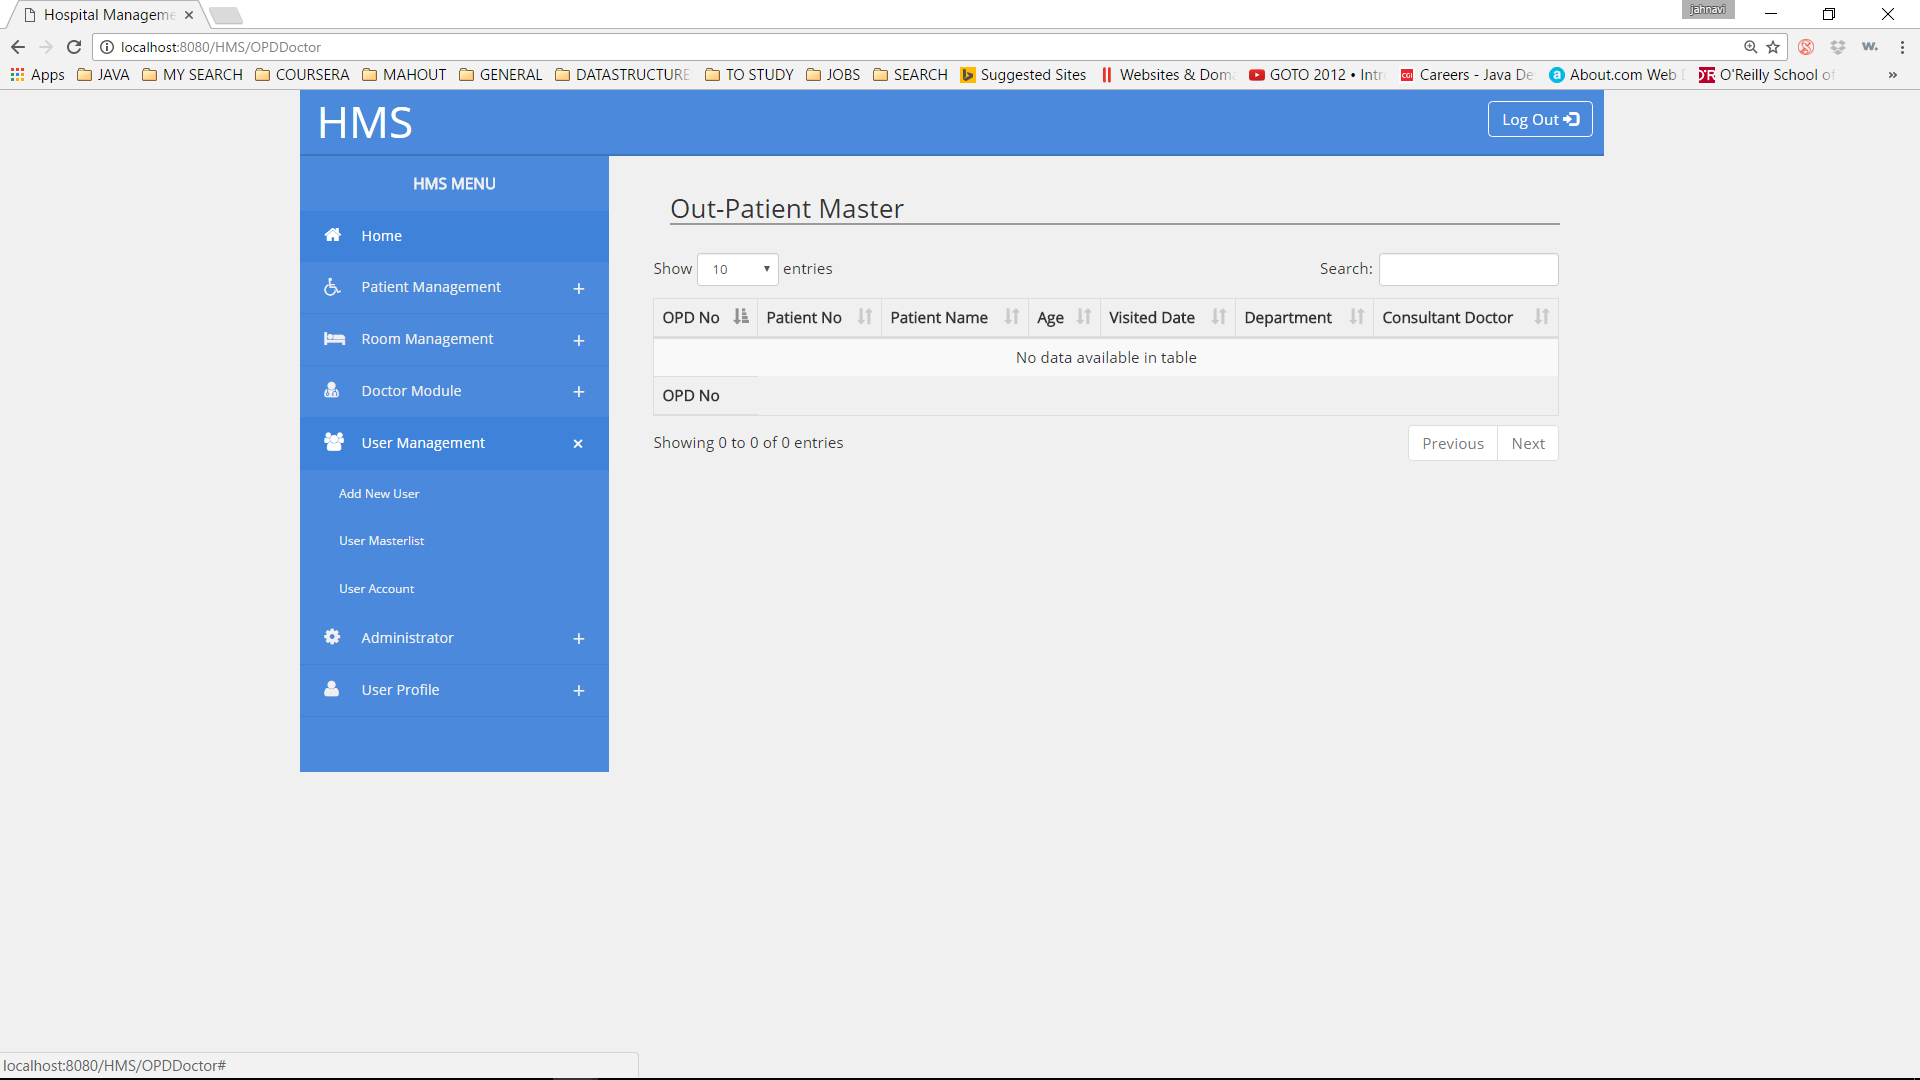 Hospital Manageme
jahnavi
localhost:8080/HMS/OPDDoctor
Apps JAVA MY SEARCH COURSERA MAHOUT GENERAL DATASTRUCTURE TO STUDY JOBS SEARCH Suggested Sites Websites & Doma GOTO 2012 • Intr CGI Careers - Java De About.com Web O'Reilly School of »
HMS
Log Out
HMS MENU
Home
Patient Management +
Room Management +
Doctor Module +
User Management ×
Add New User
User Masterlist
User Account
Administrator +
User Profile +
Out-Patient Master
Show 10 entries
Search:
OPD No Patient No Patient Name Age Visited Date Department Consultant Doctor
No data available in table
OPD No
Showing 0 to 0 of 0 entries
Previous Next
localhost:8080/HMS/OPDDoctor#